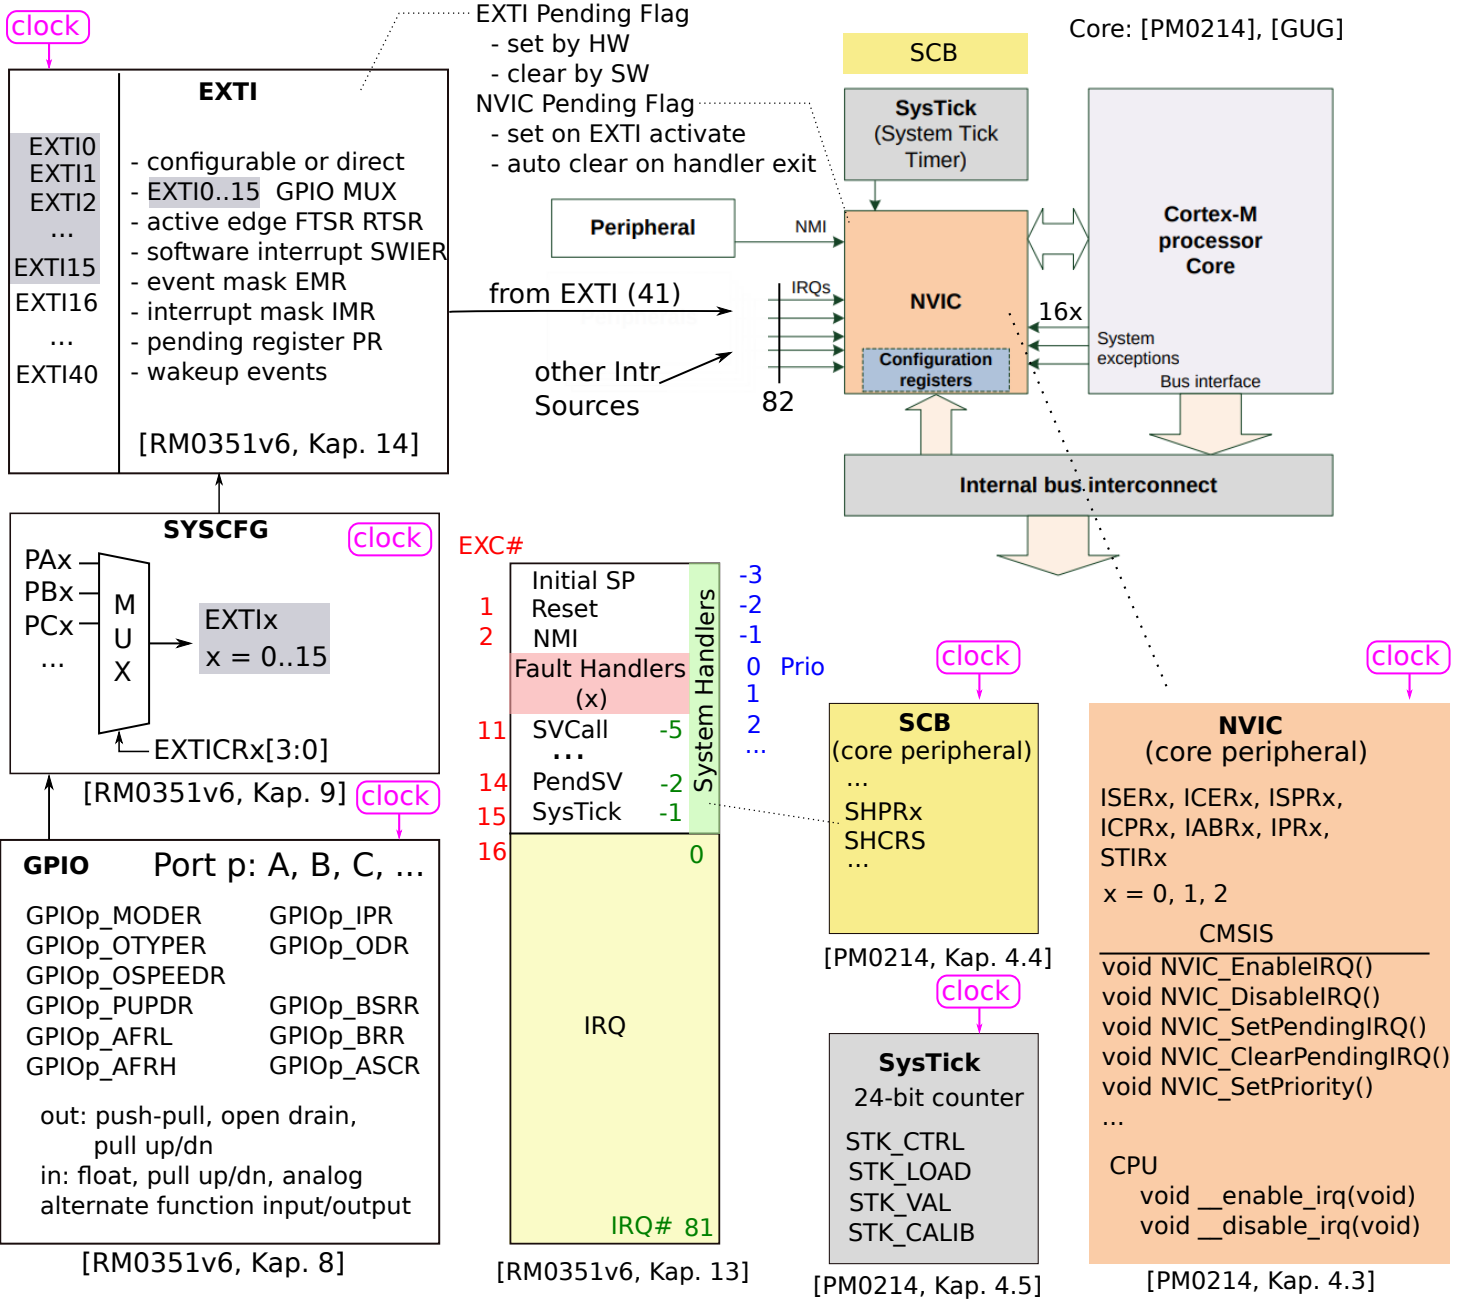 clock
EXTI
EXTI0
EXTI1
EXTI2
...
EXTI15
EXTI16
...
EXTI40
- configurable or direct
- EXTI0..15 GPIO MUX
- active edge FTSR RTSR
- software interrupt SWIER
- event mask EMR
- interrupt mask IMR
- pending register PR
- wakeup events
[RM0351v6, Kap. 14]
EXTI Pending Flag
- set by HW
- clear by SW
NVIC Pending Flag
- set on EXTI activate
- auto clear on handler exit
Core: [PM0214], [GUG]
SCB
SysTick
(System Tick
Timer)
Peripheral
NMI
from EXTI (41)
IRQs
other Intr
Sources
82
NVIC
Configuration
registers
16x
Cortex-M
processor
Core
System
exceptions
Bus interface
Internal bus interconnect
SYSCFG
clock
PAx
PBx
PCx
...
M
U
X
EXTIx
x = 0..15
EXTICRx[3:0]
[RM0351v6, Kap. 9]
clock
GPIO Port p: A, B, C, ...
GPIOp_MODER GPIOp_IPR
GPIOp_OTYPER GPIOp_ODR
GPIOp_OSPEEDR
GPIOp_PUPDR GPIOp_BSRR
GPIOp_AFRL GPIOp_BRR
GPIOp_AFRH GPIOp_ASCR
out: push-pull, open drain,
pull up/dn
in: float, pull up/dn, analog
alternate function input/output
[RM0351v6, Kap. 8]
EXC#
Initial SP -3
1 Reset -2
2 NMI -1
Fault Handlers 0 Prio
(x) 1
11 SVCall -5 2
... ...
14 PendSV -2
15 SysTick -1
System Handlers
16 0
IRQ
IRQ# 81
[RM0351v6, Kap. 13]
clock
SCB
(core peripheral)
...
SHPRx
SHCRS
...
[PM0214, Kap. 4.4]
clock
SysTick
24-bit counter
STK_CTRL
STK_LOAD
STK_VAL
STK_CALIB
[PM0214, Kap. 4.5]
clock
NVIC
(core peripheral)
ISERx, ICERx, ISPRx,
ICPRx, IABRx, IPRx,
STIRx
x = 0, 1, 2
CMSIS
void NVIC_EnableIRQ()
void NVIC_DisableIRQ()
void NVIC_SetPendingIRQ()
void NVIC_ClearPendingIRQ()
void NVIC_SetPriority()
...
CPU
void __enable_irq(void)
void __disable_irq(void)
[PM0214, Kap. 4.3]